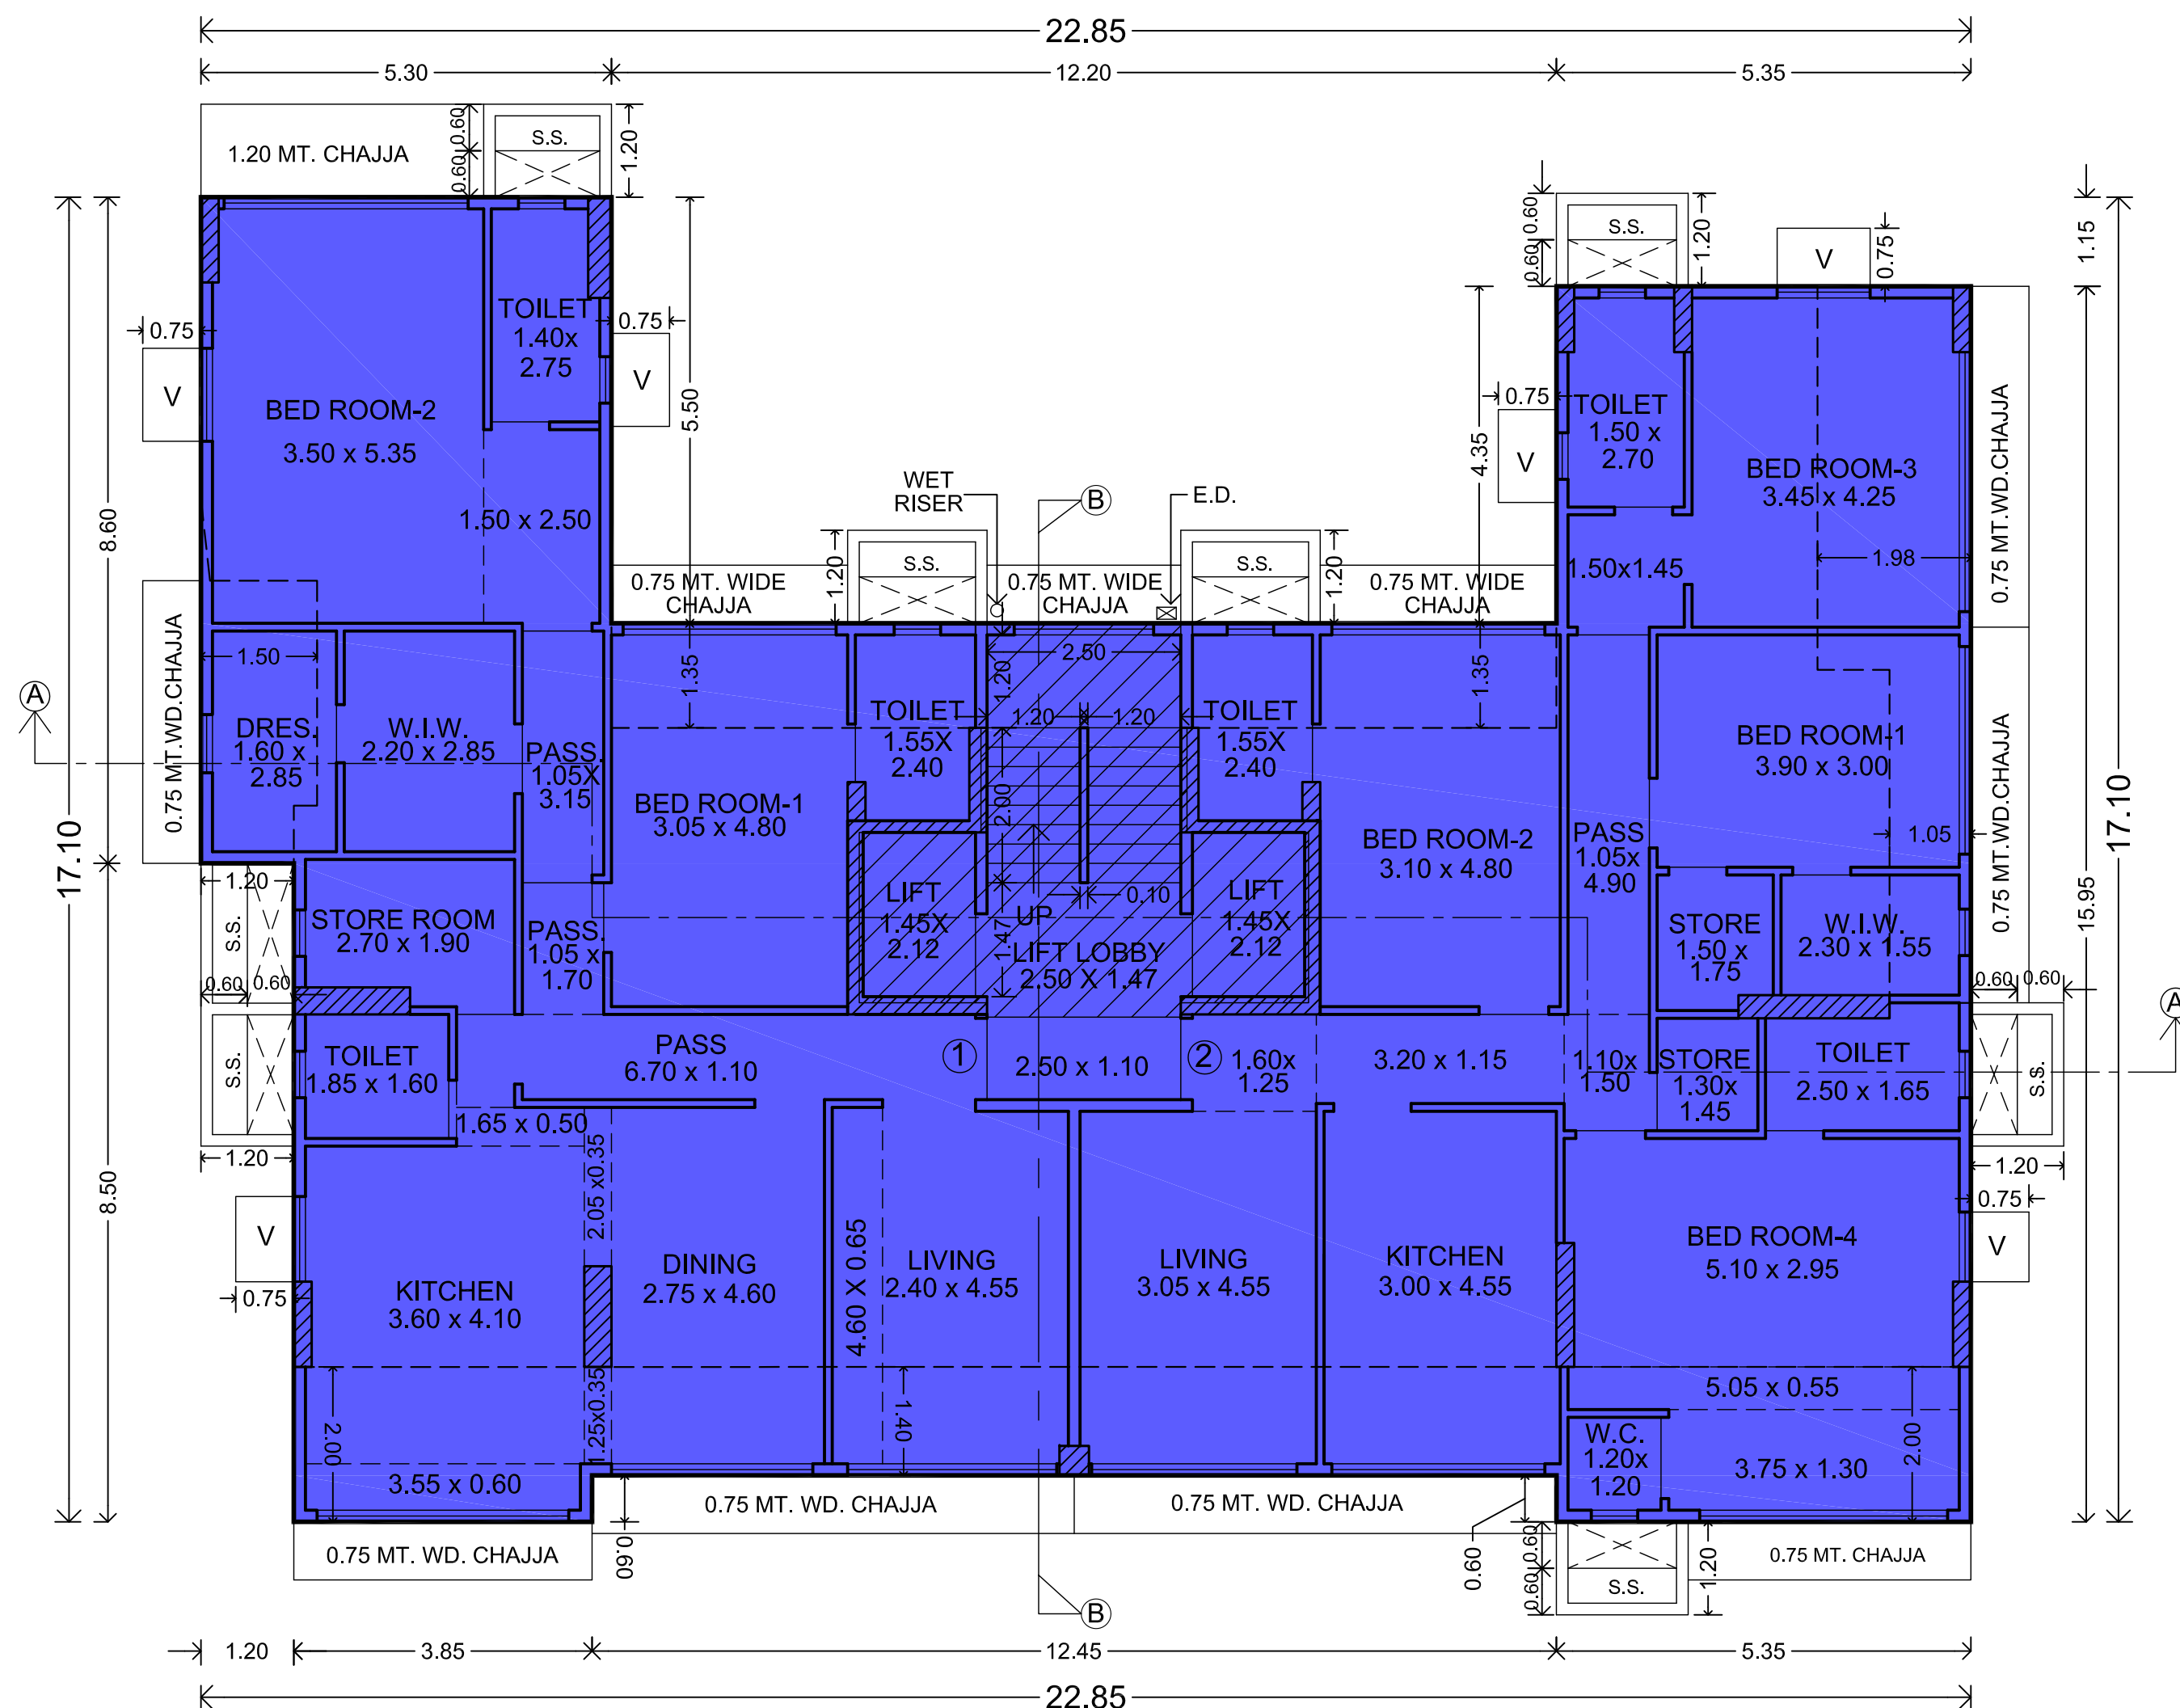 22.85
5.30
12.20
5.35
1.20 MT. CHAJJA
0.60
0.60
S.S.
1.20
0.60
0.60
S.S.
1.20
V
0.75
1.15
TOILET
1.40x
2.75
0.75
V
0.75
V
BED ROOM-2
3.50 x 5.35
5.50
4.35
0.75
V
TOILET
1.50 x
2.70
BED ROOM-3
3.45 x 4.25
0.75 MT.WD.CHAJJA
WET
RISER
B
E.D.
1.50 x 2.50
8.60
1.20
S.S.
S.S.
1.20
1.50x1.45
1.98
0.75 MT. WIDE
CHAJJA
0.75 MT. WIDE
CHAJJA
0.75 MT. WIDE
CHAJJA
0.75 MT.WD.CHAJJA
1.50
1.35
2.50
1.20
1.35
A
DRES.
1.60 x
2.85
W.I.W.
2.20 x 2.85
PASS.
1.05X
3.15
TOILET
1.55X
2.40
1.20
1.20
TOILET
1.55X
2.40
BED ROOM-1
3.90 x 3.00
0.75 MT.WD.CHAJJA
2.00
BED ROOM-1
3.05 x 4.80
BED ROOM-2
3.10 x 4.80
PASS
1.05x
4.90
1.05
17.10
17.10
1.20
LIFT
1.45X
2.12
0.10
UP
LIFT
1.45X
2.12
1.47
LIFT LOBBY
2.50 X 1.47
S.S.
STORE ROOM
2.70 x 1.90
PASS.
1.05 x
1.70
STORE
1.50 x
1.75
W.I.W.
2.30 x 1.55
15.95
0.60
0.60
0.60
0.60
A
S.S.
TOILET
1.85 x 1.60
PASS
6.70 x 1.10
1
2.50 x 1.10
2
1.60x
1.25
3.20 x 1.15
1.10x
1.50
STORE
1.30x
1.45
TOILET
2.50 x 1.65
S.S.
1.65 x 0.50
1.20
1.20
8.50
2.05 x0.35
0.75
V
V
BED ROOM-4
5.10 x 2.95
0.75
KITCHEN
3.60 x 4.10
DINING
2.75 x 4.60
4.60 X 0.65
LIVING
2.40 x 4.55
LIVING
3.05 x 4.55
KITCHEN
3.00 x 4.55
2.00
1.25x0.35
1.40
5.05 x 0.55
2.00
W.C.
1.20x
1.20
3.55 x 0.60
3.75 x 1.30
0.75 MT. WD. CHAJJA
0.75 MT. WD. CHAJJA
0.75 MT. WD. CHAJJA
0.60
0.60
0.60
0.60
S.S.
1.20
0.75 MT. CHAJJA
B
1.20
3.85
12.45
5.35
22.85